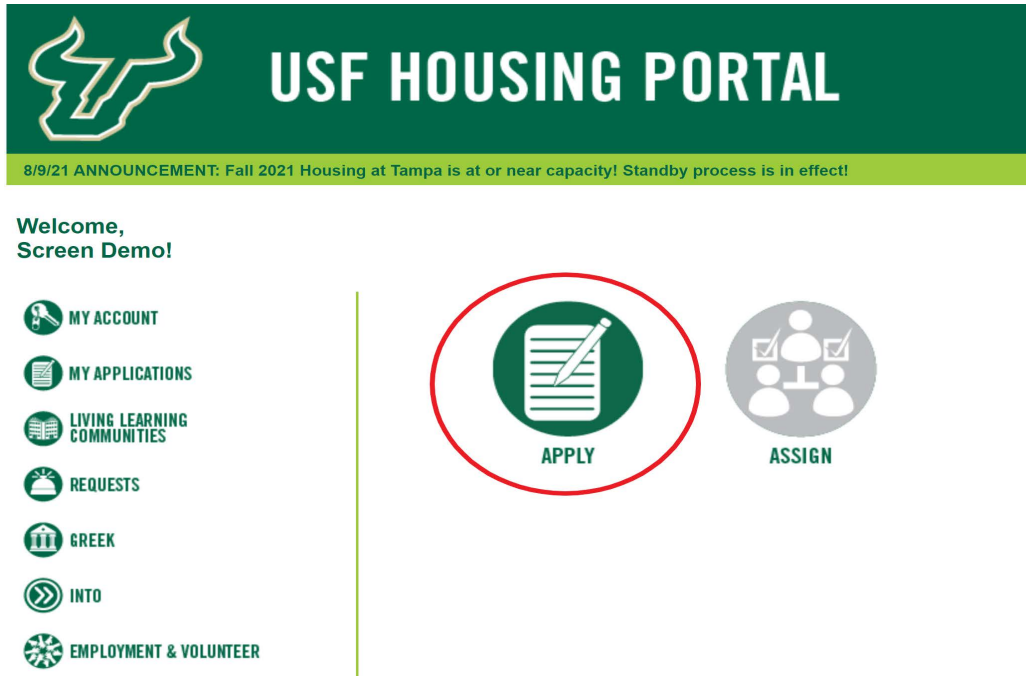 USF HOUSING PORTAL
8/9/21 ANNOUNCEMENT: Fall 2021 Housing at Tampa is at or near capacity! Standby process is in effect!
Welcome,
Screen Demo!
MY ACCOUNT
MY APPLICATIONS
LIVING LEARNING
COMMUNITIES
REQUESTS
GREEK
INTO
EMPLOYMENT & VOLUNTEER
APPLY
ASSIGN